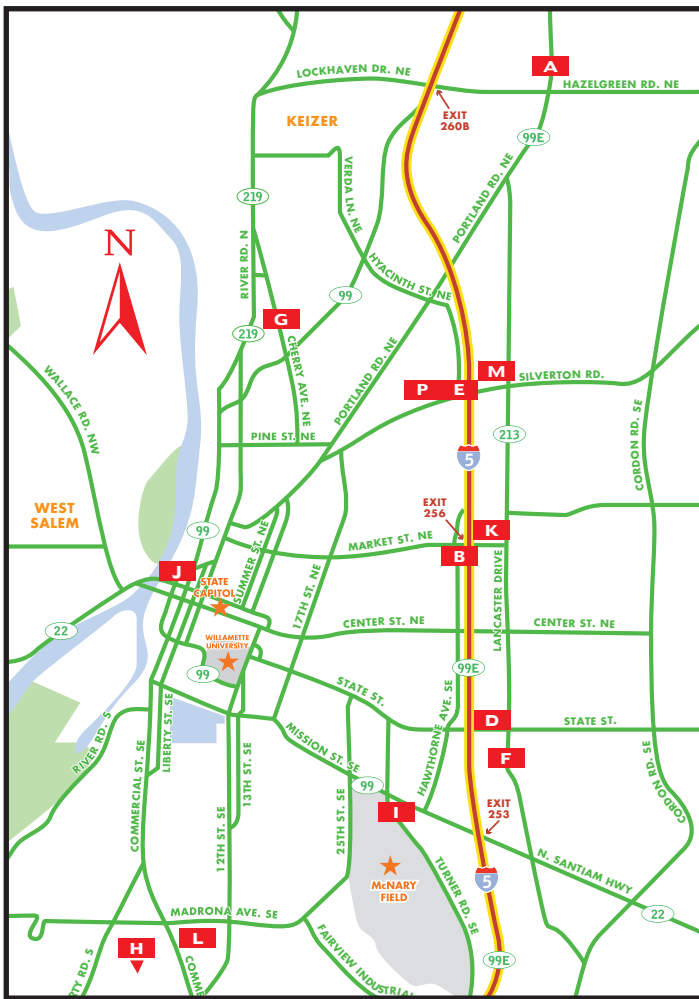 LOCKHAVEN DR. NE
A
HAZELGREEN RD. NE
EXIT
260B
KEIZER
99E
VERDA LN. NE
PORTLAND RD. NE
219
RIVER RD. N
N
HYACINTH ST. NE
99
G
219
CHERRY AVE. NE
PORTLAND RD. NE
WALLACE RD. NW
M
P E
SILVERTON RD.
CORDON RD. SE
PINE ST. NE
213
5
WEST
SALEM
EXIT
256
99
SUMMER ST. NE
MARKET ST. NE
K
B
J
STATE
CAPITOL
17TH ST. NE
LANCASTER DRIVE
22
CENTER ST. NE
CENTER ST. NE
WILLAMETTE
UNIVERSITY
99
99E
STATE ST.
HAWTHORNE AVE. SE
D
STATE ST.
RIVER RD. S
LIBERTY ST. SE
COMMERCIAL ST. SE
13TH ST. SE
12TH ST. SE
MISSION ST. SE
99
25TH ST. SE
F
CORDON RD. SE
I
EXIT
253
N. SANTIAM HWY
22
McNARY
FIELD
5
TURNER RD. SE
MADRONA AVE. SE
H
L
RTY RD. S
COMME
FAIRVIEW INDUSTRIAL
99E